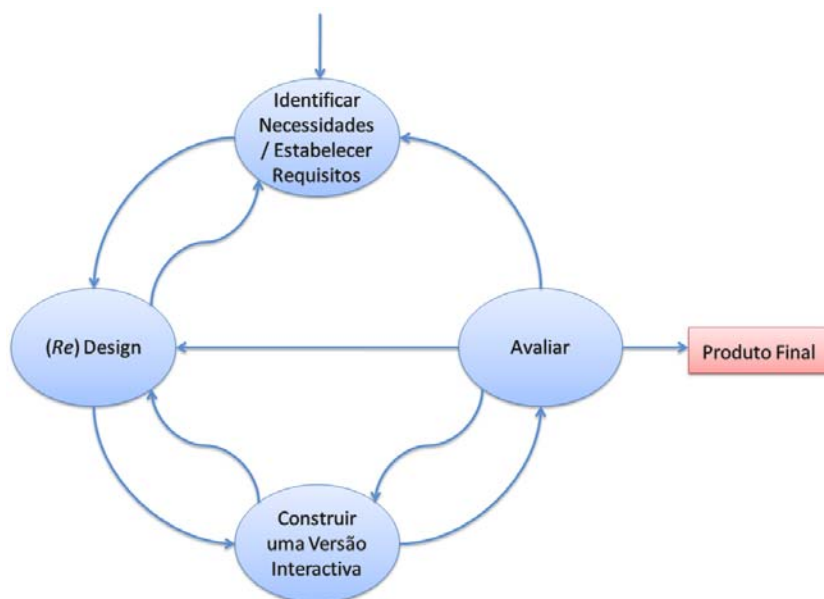 Identificar
Necessidades
/ Estabelecer
Requisitos
(Re) Design
Avaliar
Produto Final
Construir
uma Versão
Interactiva